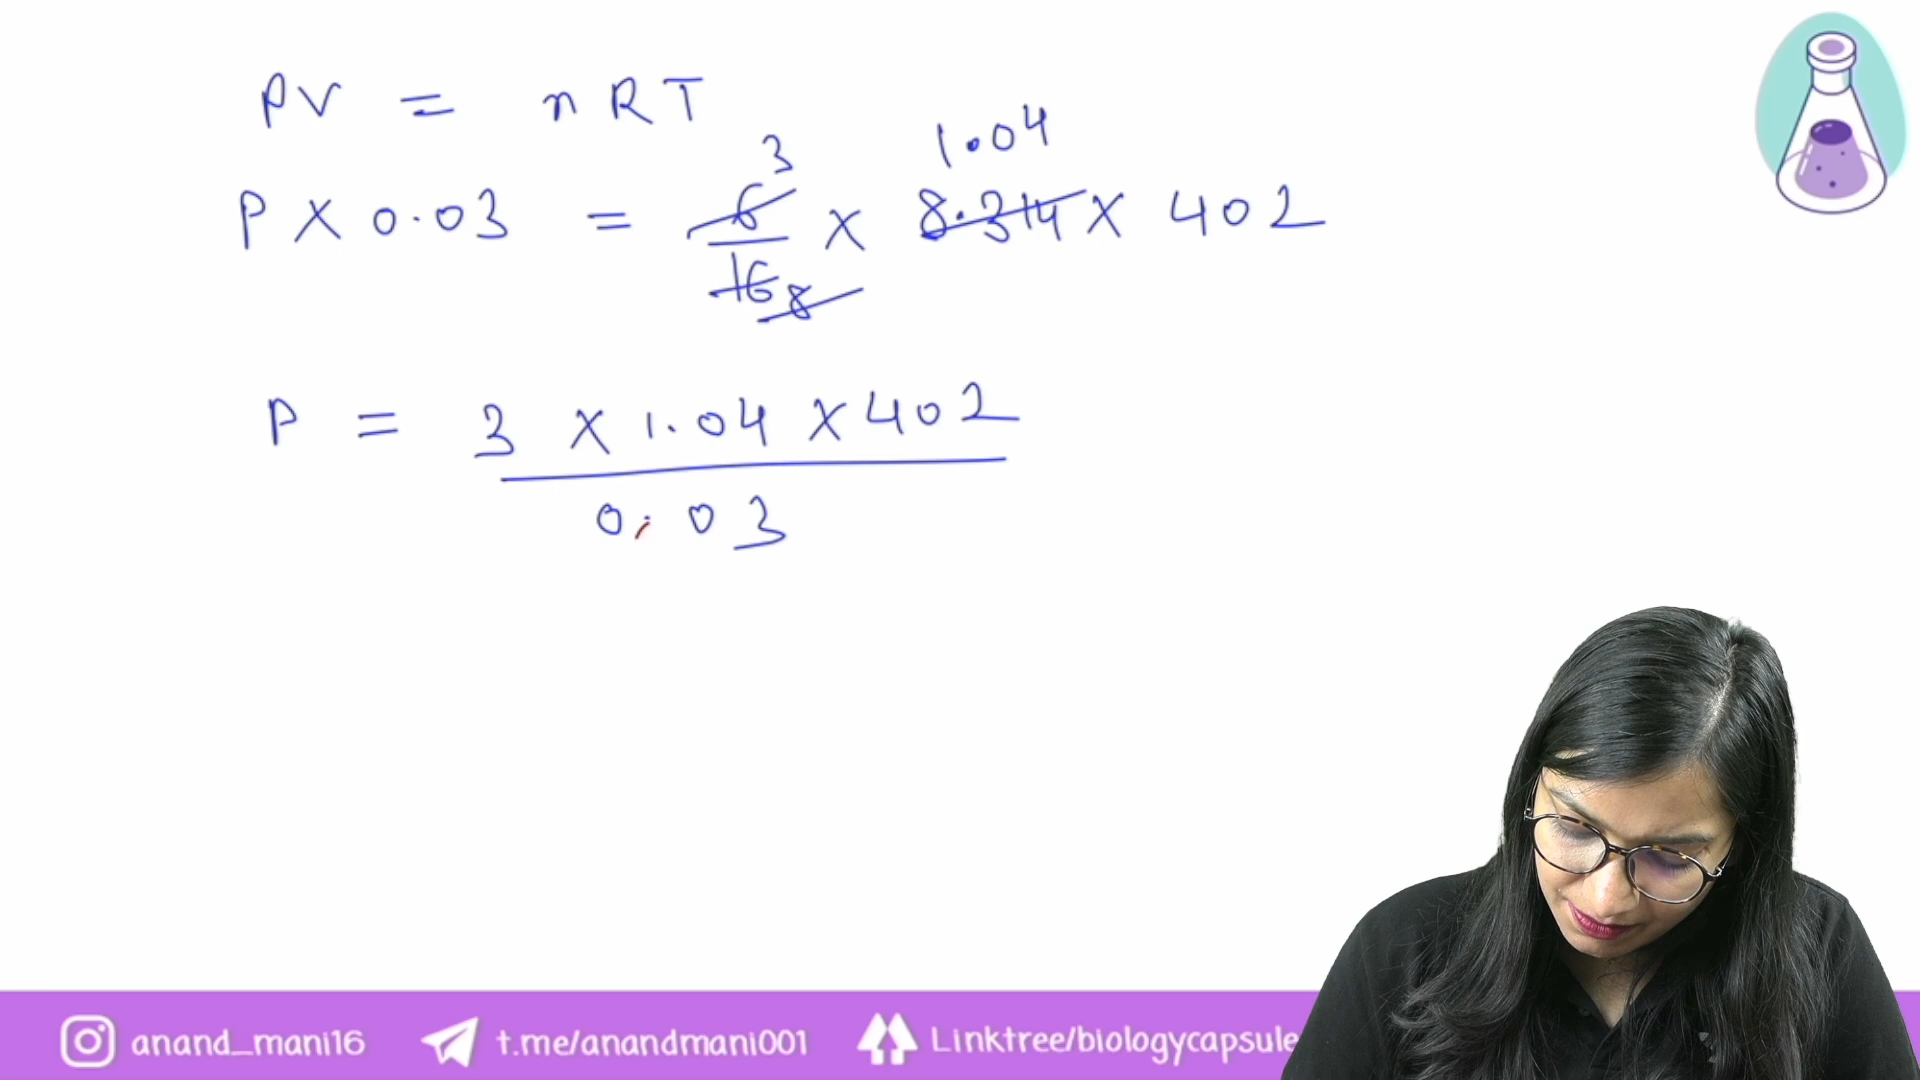 PV = nRT
3 1.04
P X 0.03 = 6/16 X 8.314 X 402
8
P = 3 X 1.04 X 402
0.03
anand_mani16 t.me/anandmani001 Linktree/biologycapsule